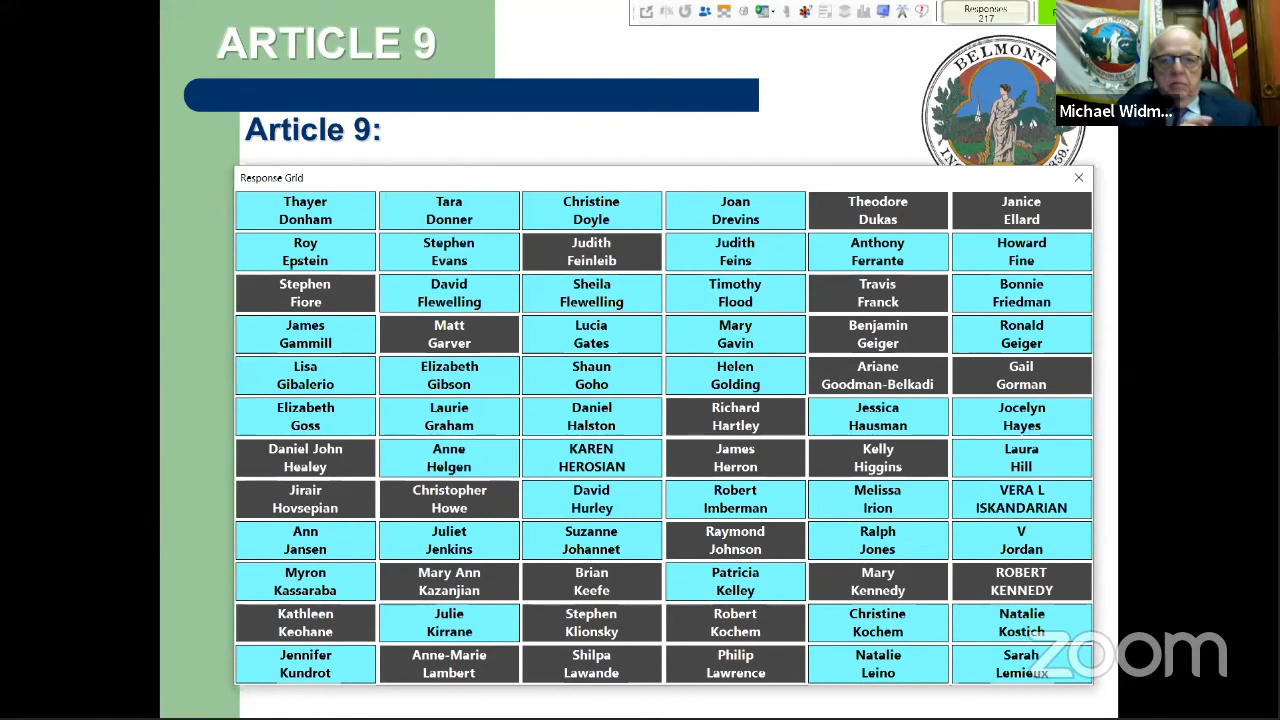 ARTICLE 9
Responses
217
BELMONT
Michael Widm...
Article 9:
1859.
Response Grid
Thayer Donham
Tara Donner
Christine Doyle
Joan Drevins
Theodore Dukas
Janice Ellard
Roy Epstein
Stephen Evans
Judith Feinleib
Judith Feins
Anthony Ferrante
Howard Fine
Stephen Fiore
David Flewelling
Sheila Flewelling
Timothy Flood
Travis Franck
Bonnie Friedman
James Gammill
Matt Garver
Lucia Gates
Mary Gavin
Benjamin Geiger
Ronald Geiger
Lisa Gibalerio
Elizabeth Gibson
Shaun Goho
Helen Golding
Ariane Goodman-Belkadi
Gail Gorman
Elizabeth Goss
Laurie Graham
Daniel Halston
Richard Hartley
Jessica Hausman
Jocelyn Hayes
Daniel John Healey
Anne Helgen
KAREN HEROSIAN
James Herron
Kelly Higgins
Laura Hill
Jirair Hovsepian
Christopher Howe
David Hurley
Robert Imberman
Melissa Irion
VERA L ISKANDARIAN
Ann Jansen
Juliet Jenkins
Suzanne Johannet
Raymond Johnson
Ralph Jones
V Jordan
Myron Kassaraba
Mary Ann Kazanjian
Brian Keefe
Patricia Kelley
Mary Kennedy
ROBERT KENNEDY
Kathleen Keohane
Julie Kirrane
Stephen Klionsky
Robert Kochem
Christine Kochem
Natalie Kostich
Jennifer Kundrot
Anne-Marie Lambert
Shilpa Lawande
Philip Lawrence
Natalie Leino
Sarah Lemieux
zoom